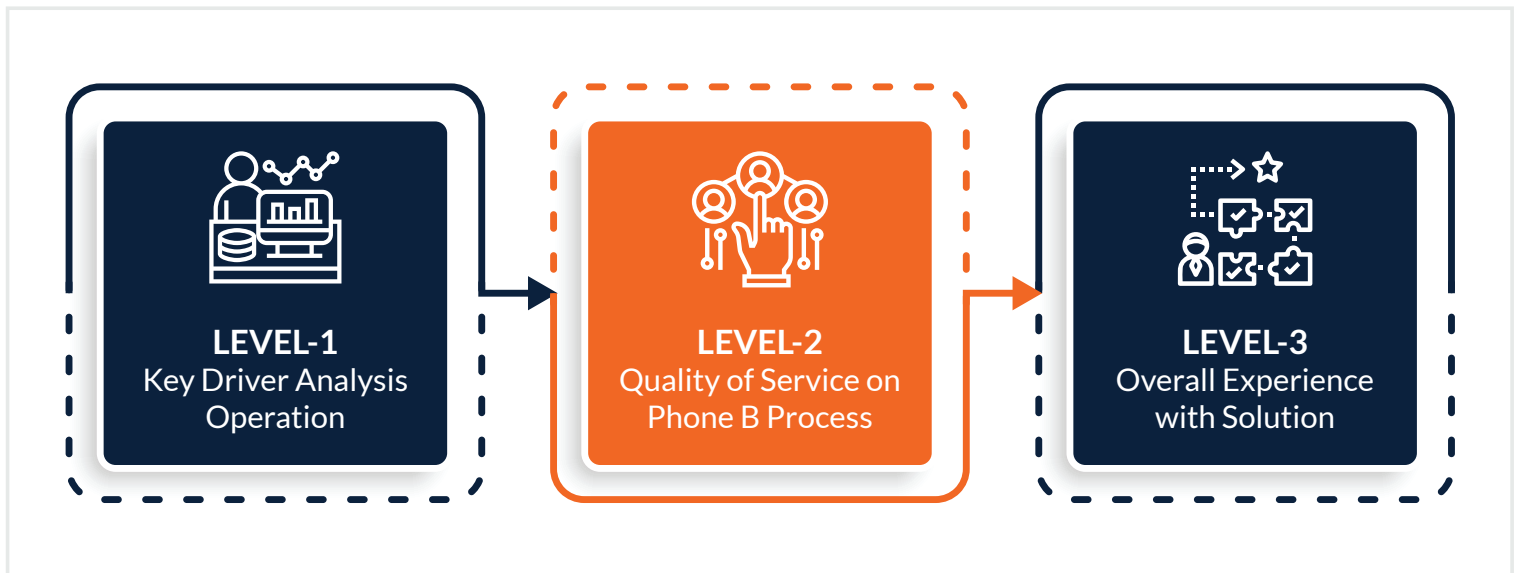 LEVEL-1
Key Driver Analysis
Operation
LEVEL-2
Quality of Service on
Phone B Process
LEVEL-3
Overall Experience
with Solution